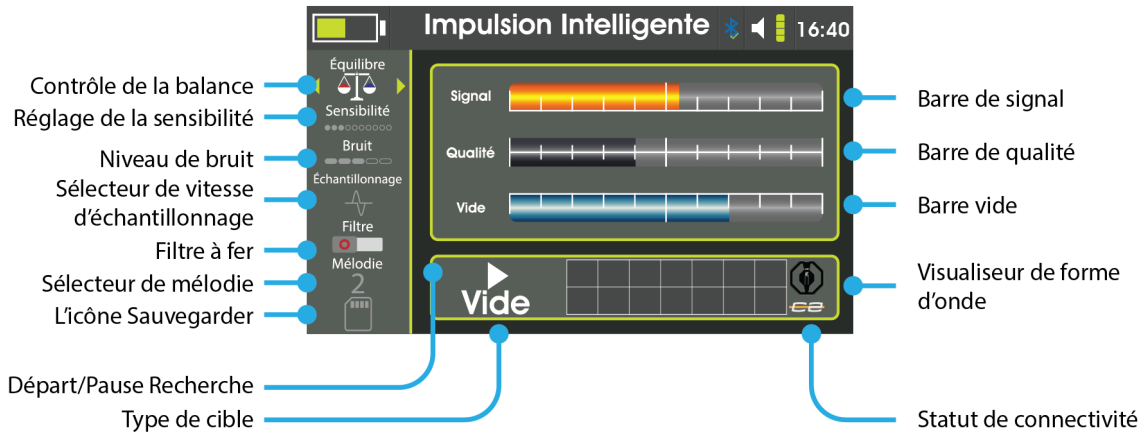 Impulsion Intelligente
16:40
Contrôle de la balance
Réglage de la sensibilité
Niveau de bruit
Sélecteur de vitesse
d'échantillonnage
Filtre à fer
Sélecteur de mélodie
L'icône Sauvegarder
Départ/Pause Recherche
Type de cible
Équilibre
Sensibilité
Bruit
Échantillonnage
Filtre
Mélodie
2
Signal
Qualité
Vide
Vide
Barre de signal
Barre de qualité
Barre vide
Visualiseur de forme
d'onde
Statut de connectivité